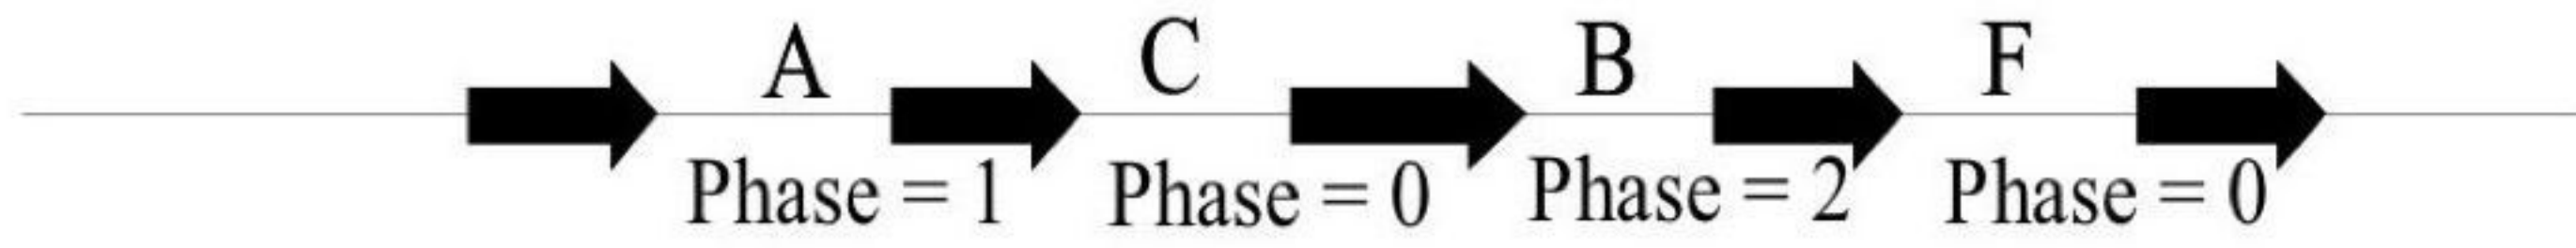 A C B F
Phase = 1 Phase = 0 Phase = 2 Phase = 0